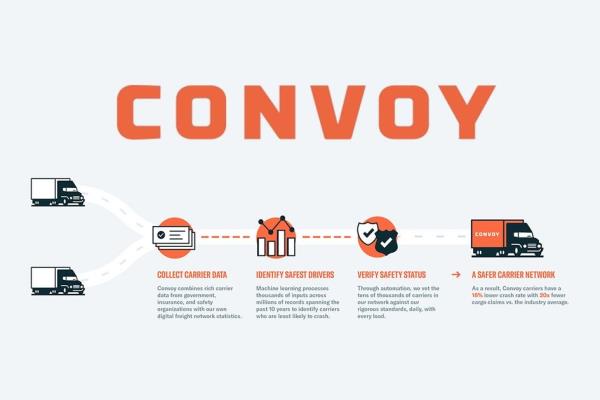 CONVOY
CONVOY
COLLECT CARRIER DATA
Convoy combines rich carrier
data from government,
insurance, and safety
organizations with our own
digital freight network statistics.
IDENTIFY SAFEST DRIVERS
Machine learning processes
thousands of inputs across
millions of records spanning the
past 10 years to identify carriers
who are least likely to crash.
VERIFY SAFETY STATUS
Through automation, we vet the
tens of thousands of carriers in
our network against our
rigorous standards, daily, with
every load.
A SAFER CARRIER NETWORK
As a result, Convoy carriers have a
16% lower crash rate with 20x fewer
cargo claims vs. the industry average.